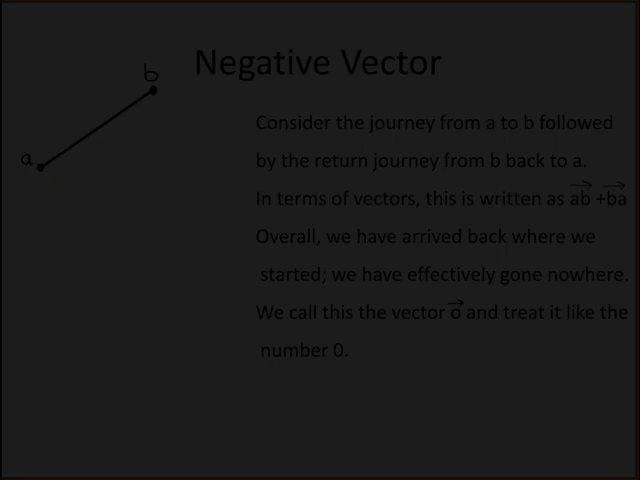 Negative Vector
b
a
Consider the journey from a to b followed
by the return journey from b back to a.
In terms of vectors, this is written as ab⃗ +ba⃗
Overall, we have arrived back where we
started; we have effectively gone nowhere.
We call this the vector o⃗ and treat it like the
number 0.